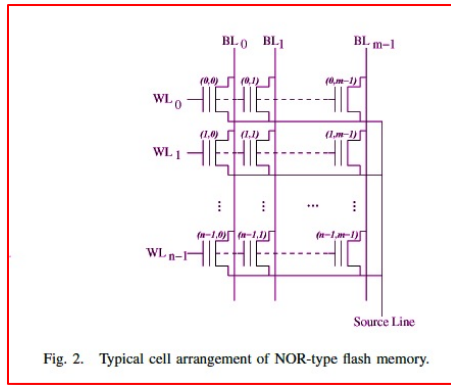 BL 0 BL1 BL m-1
(0,0) (0,1) (0,m-1)
WL 0
(1,0) (1,1) (1,m-1)
WL 1
(n-1,0) (n-1,1) (n-1,m-1)
WL n-1
Source Line
Fig. 2. Typical cell arrangement of NOR-type flash memory.